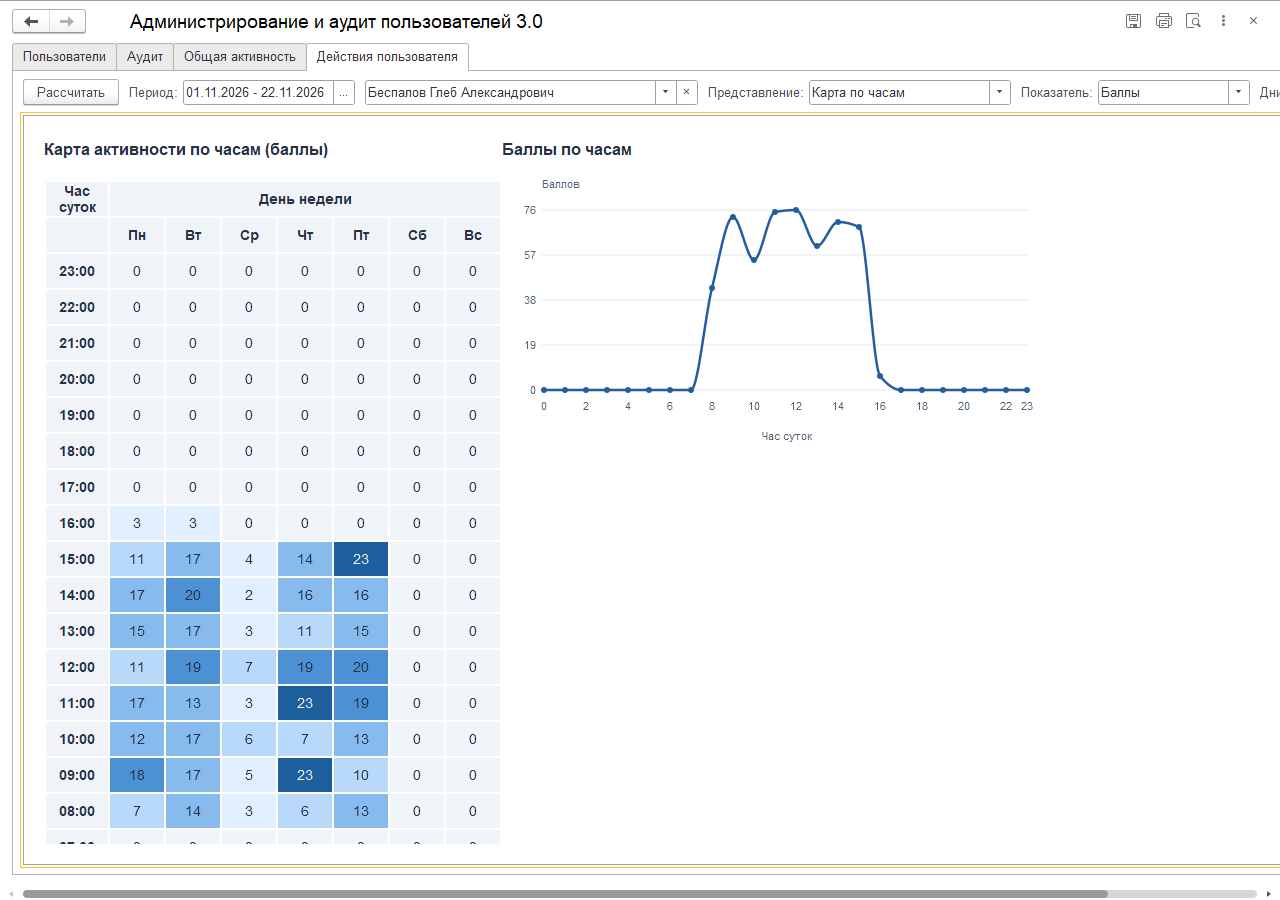 Администрирование и аудит пользователей 3.0
Пользователи Аудит Общая активность Действия пользователя
Рассчитать Период: 01.11.2026 - 22.11.2026 ... Беспалов Глеб Александрович × Представление: Карта по часам Показатель: Баллы
Карта активности по часам (баллы)
Час суток День недели
Пн Вт Ср Чт Пт Сб Вс
23:00 0 0 0 0 0 0 0
22:00 0 0 0 0 0 0 0
21:00 0 0 0 0 0 0 0
20:00 0 0 0 0 0 0 0
19:00 0 0 0 0 0 0 0
18:00 0 0 0 0 0 0 0
17:00 0 0 0 0 0 0 0
16:00 3 3 0 0 0 0 0
15:00 11 17 4 14 23 0 0
14:00 17 20 2 16 16 0 0
13:00 15 17 3 11 15 0 0
12:00 11 19 7 19 20 0 0
11:00 17 13 3 23 19 0 0
10:00 12 17 6 7 13 0 0
09:00 18 17 5 23 10 0 0
08:00 7 14 3 6 13 0 0
Баллы по часам
Баллов
76
57
38
19
0
0 2 4 6 8 10 12 14 16 18 20 22 23
Час суток